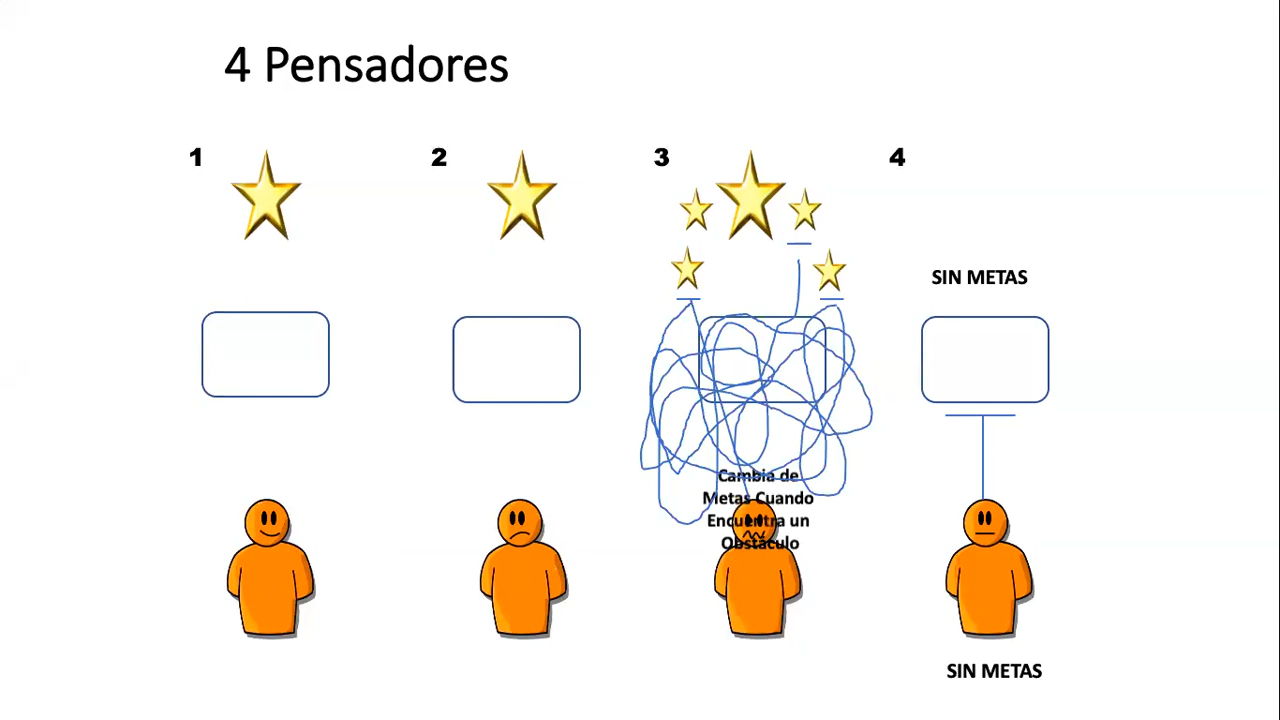 4 Pensadores
1
2
3
4
SIN METAS
Cambia de
Metas Cuando
Encuentra un
Obstáculo
SIN METAS